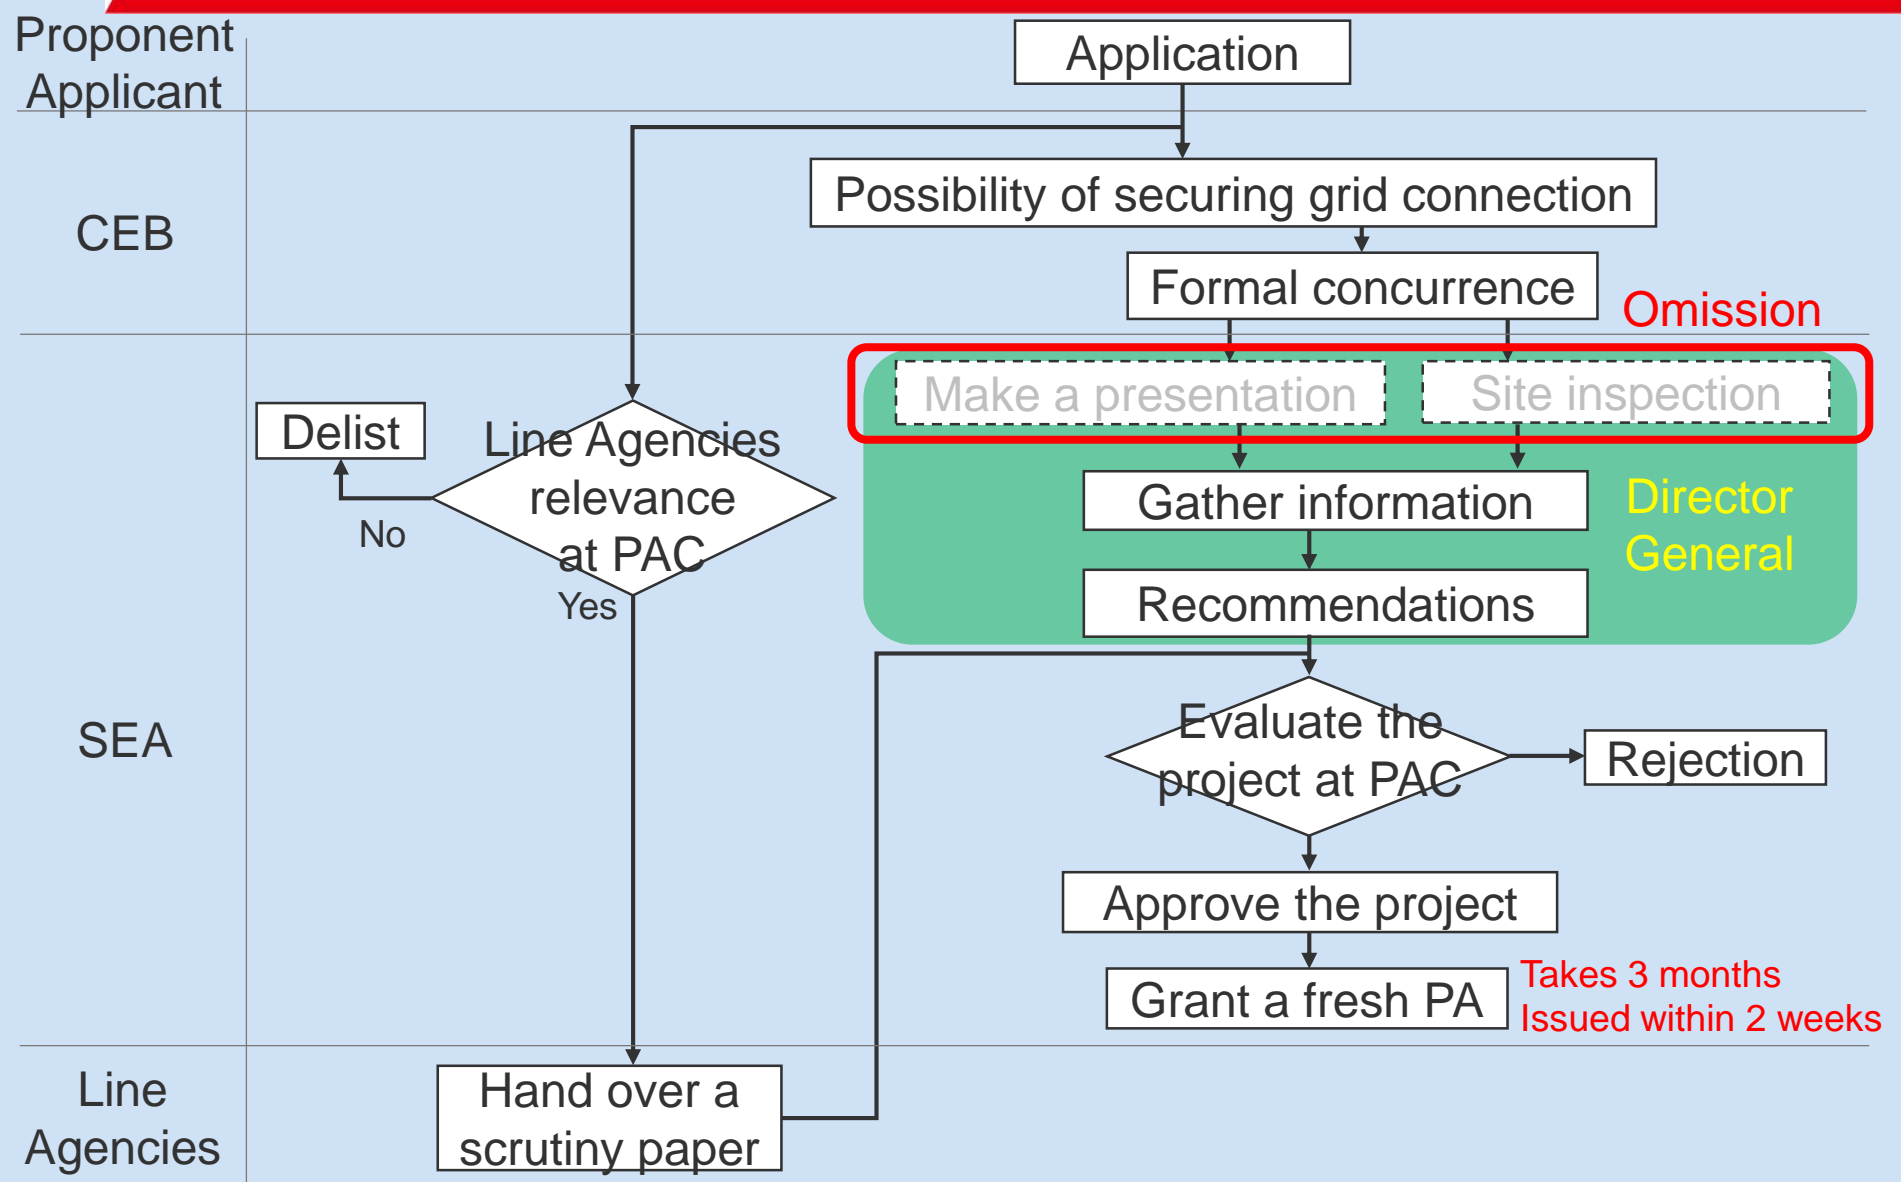 Proponent
Applicant
Application
CEB
Possibility of securing grid connection
Formal concurrence
Omission
Make a presentation
Site inspection
Delist
Line Agencies
relevance
at PAC
No
Yes
Gather information
Director
General
Recommendations
SEA
Evaluate the
project at PAC
Rejection
Approve the project
Grant a fresh PA
Takes 3 months
Issued within 2 weeks
Line
Agencies
Hand over a
scrutiny paper